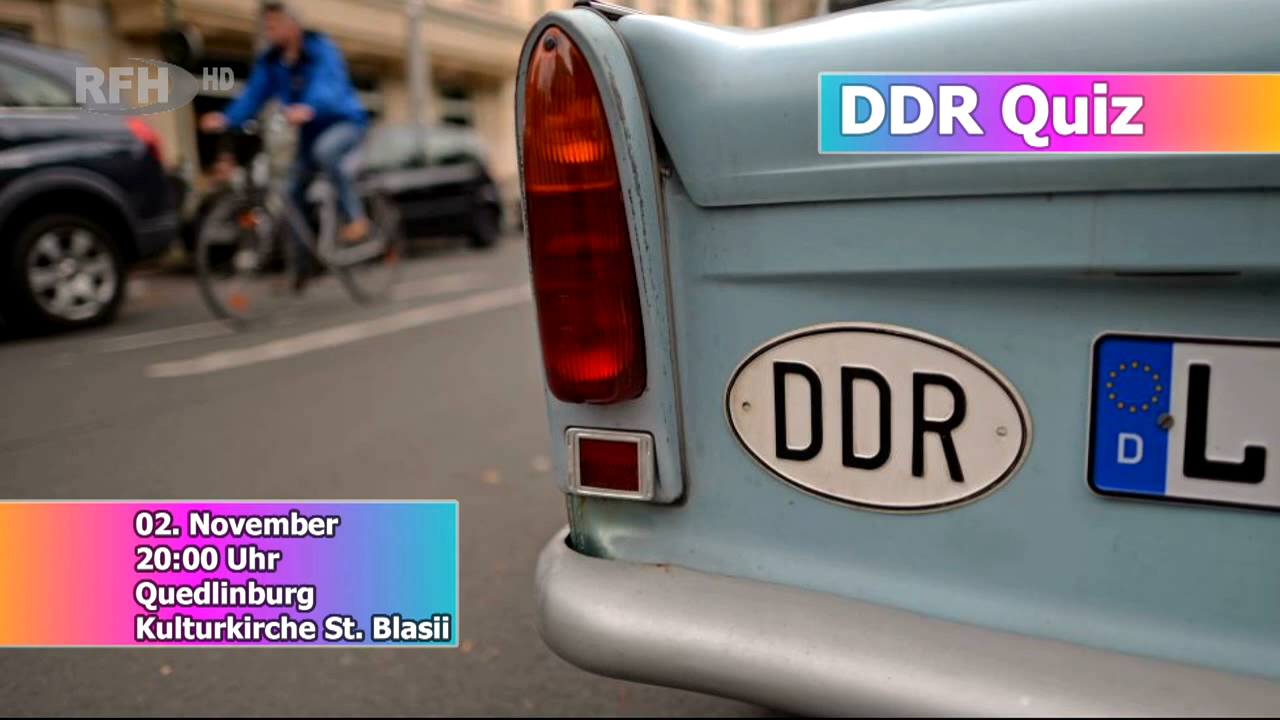 RFH HD
DDR Quiz
DDR
D
L
02. November
20:00 Uhr
Quedlinburg
Kulturkirche St. Blasii